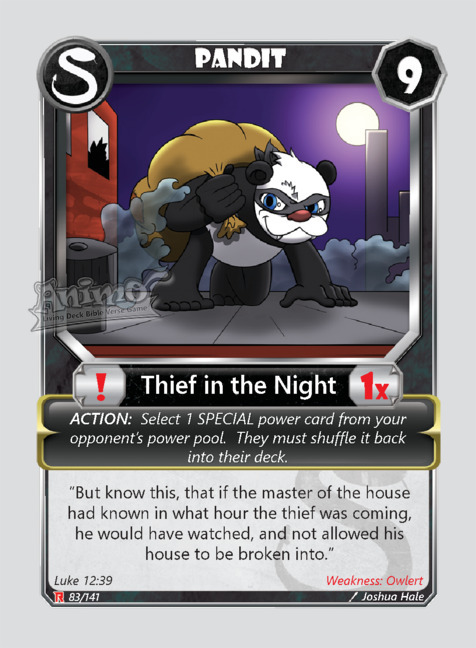 S
PANDIT
9
Animo
Living Deck Bible Verse Game
!
Thief in the Night
1x
ACTION: Select 1 SPECIAL power card from your
opponent's power pool. They must shuffle it back
into their deck.
“But know this, that if the master of the house
had known in what hour the thief was coming,
he would have watched, and not allowed his
house to be broken into.”
Luke 12:39
Weakness: Owlert
R 83/141
Joshua Hale